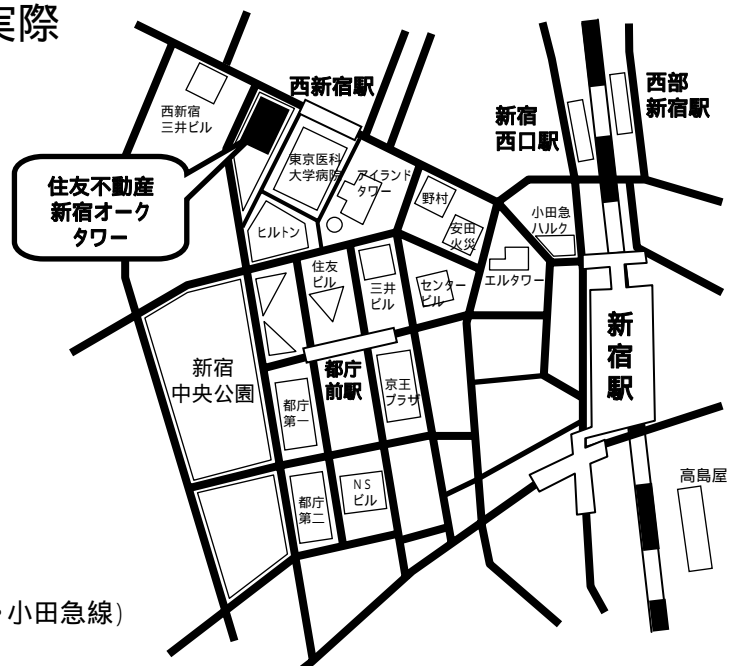 実際
西新宿駅
西部
新宿駅
新宿
西口駅
西新宿
三井ビル
東京医科
大学病院
アイランド
タワー
野村
安田
火災
小田急
ハルク
住友不動産
新宿オーク
タワー
ヒルトン
住友
ビル
三井
ビル
センター
ビル
エルタワー
新宿駅
新宿
中央公園
都庁
前駅
都庁
第一
京王
プラザ
都庁
第二
NS
ビル
高島屋
・小田急線)